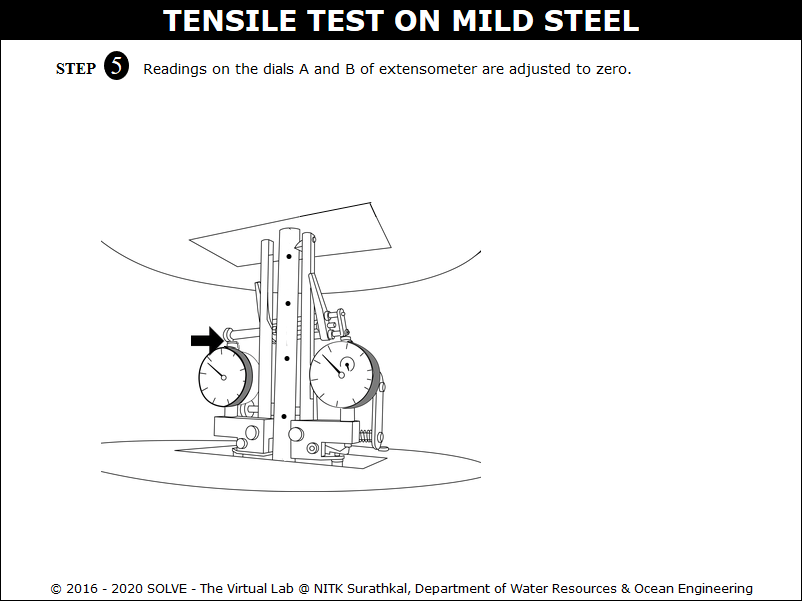 TENSILE TEST ON MILD STEEL
STEP 5 Readings on the dials A and B of extensometer are adjusted to zero.
© 2016 - 2020 SOLVE - The Virtual Lab @ NITK Surathkal, Department of Water Resources & Ocean Engineering